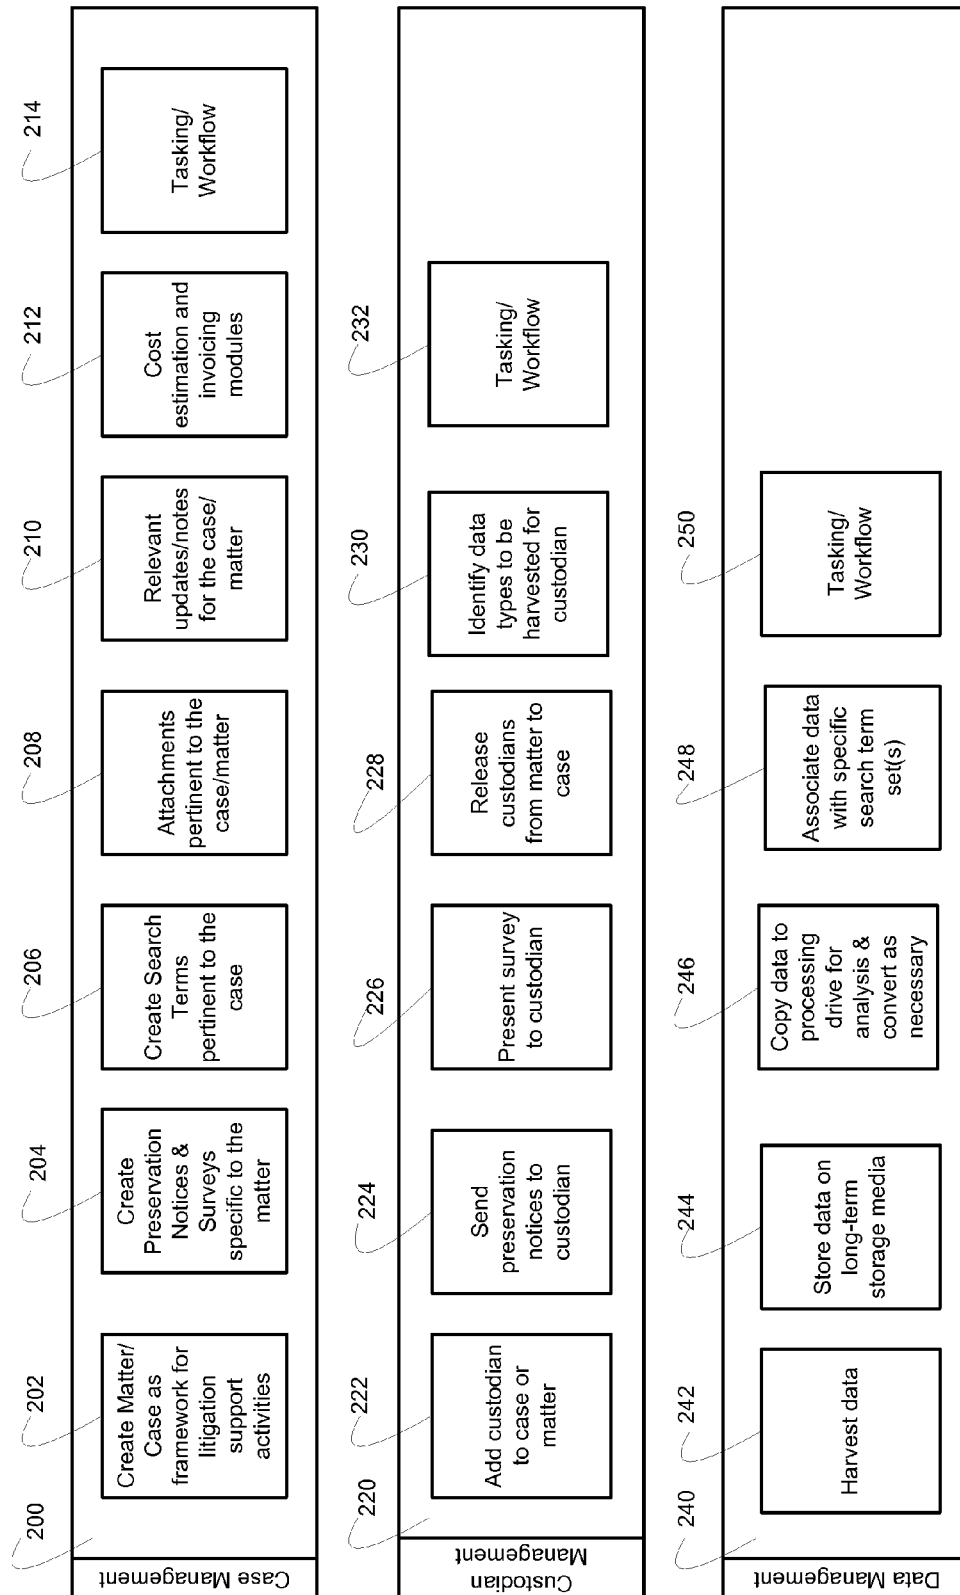 200
202
204
206
208
210
212
214
Case Management
Create Matter/
Case as
framework for
litigation
support
activities
Create
Preservation
Notices &
Surveys
specific to the
matter
Create Search
Terms
pertinent to the
case
Attachments
pertinent to the
case/matter
Relevant
updates/notes
for the case/
matter
Cost
estimation and
invoicing
modules
Tasking/
Workflow
220
222
224
226
228
230
232
Custodian
Management
Add custodian
to case or
matter
Send
preservation
notices to
custodian
Present survey
to custodian
Release
custodians
from matter to
case
Identify data
types to be
harvested for
custodian
Tasking/
Workflow
240
242
244
246
248
250
Data Management
Harvest data
Store data on
long-term
storage media
Copy data to
processing
drive for
analysis &
convert as
necessary
Associate data
with specific
search term
set(s)
Tasking/
Workflow